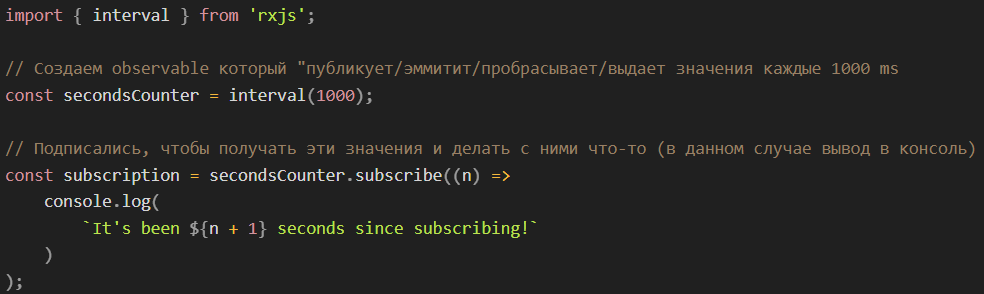 import { interval } from 'rxjs';
// Создаем observable который "публикует/эммитит/пробрасывает/выдает значения каждые 1000 ms
const secondsCounter = interval(1000);
// Подписались, чтобы получать эти значения и делать с ними что-то (в данном случае вывод в консоль)
const subscription = secondsCounter.subscribe((n) =>
    console.log(
        `It's been ${n + 1} seconds since subscribing!`
    )
);